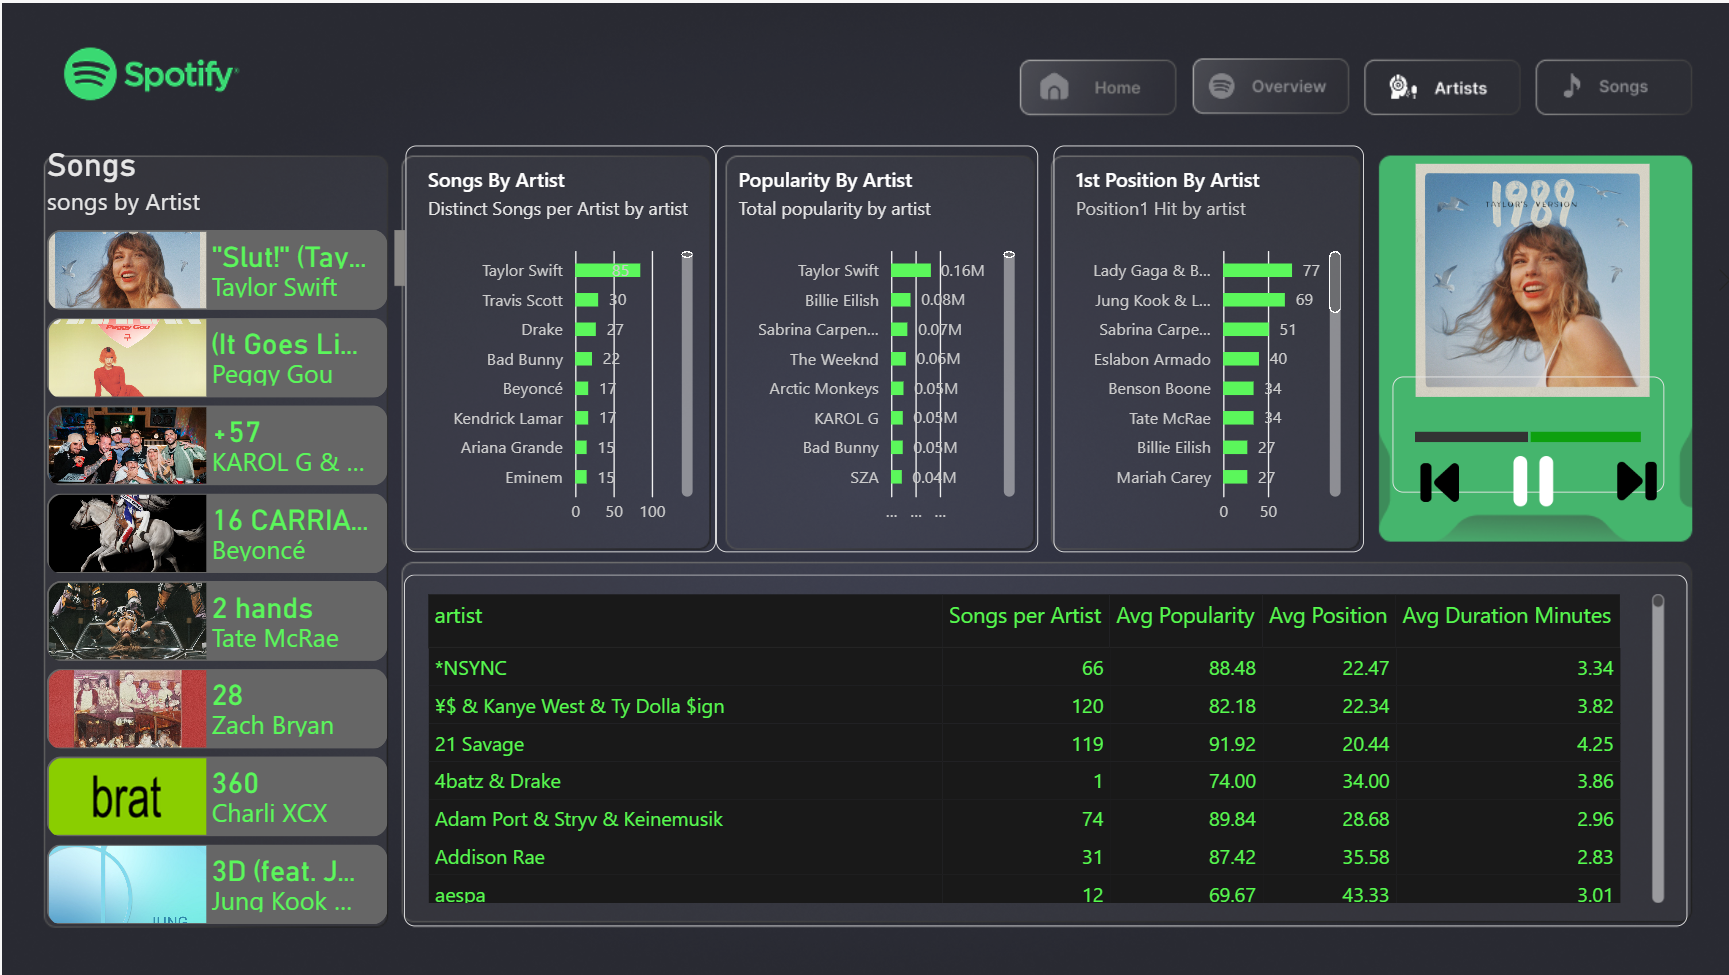 Spotify
Home
Overview
Artists
Songs
Songs
songs by Artist
"Slut!" (Tay...
Taylor Swift
(It Goes Li...
Peggy Gou
+57
KAROL G & ...
16 CARRIA...
Beyoncé
2 hands
Tate McRae
28
Zach Bryan
brat
360
Charli XCX
JUNG
3D (feat. J...
Jung Kook ...
Songs By Artist
Distinct Songs per Artist by artist
Taylor Swift 85
Travis Scott 30
Drake 27
Bad Bunny 22
Beyoncé 17
Kendrick Lamar 17
Ariana Grande 15
Eminem 15
0 50 100
Popularity By Artist
Total popularity by artist
Taylor Swift 0.16M
Billie Eilish 0.08M
Sabrina Carpen... 0.07M
The Weeknd 0.06M
Arctic Monkeys 0.05M
KAROL G 0.05M
Bad Bunny 0.05M
SZA 0.04M
... ... ...
1st Position By Artist
Position1 Hit by artist
Lady Gaga & B... 77
Jung Kook & L... 69
Sabrina Carpe... 51
Eslabon Armado 40
Benson Boone 34
Tate McRae 34
Billie Eilish 27
Mariah Carey 27
0 50
1989
TAYLOR'S VERSION
artist Songs per Artist Avg Popularity Avg Position Avg Duration Minutes
*NSYNC 66 88.48 22.47 3.34
¥$ & Kanye West & Ty Dolla $ign 120 82.18 22.34 3.82
21 Savage 119 91.92 20.44 4.25
4batz & Drake 1 74.00 34.00 3.86
Adam Port & Stryv & Keinemusik 74 89.84 28.68 2.96
Addison Rae 31 87.42 35.58 2.83
aespa 12 69.67 43.33 3.01